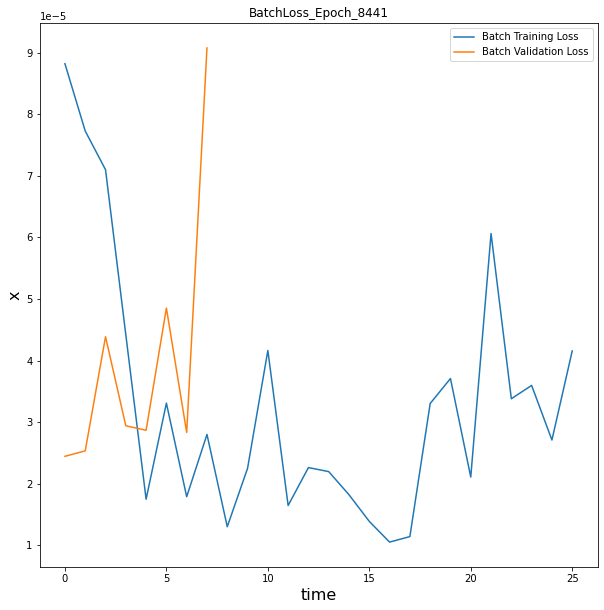 BatchLoss_Epoch_8441
1e−5
Batch Training Loss
Batch Validation Loss
9
8
7
6
5
4
3
2
1
x
0 5 10 15 20 25
time